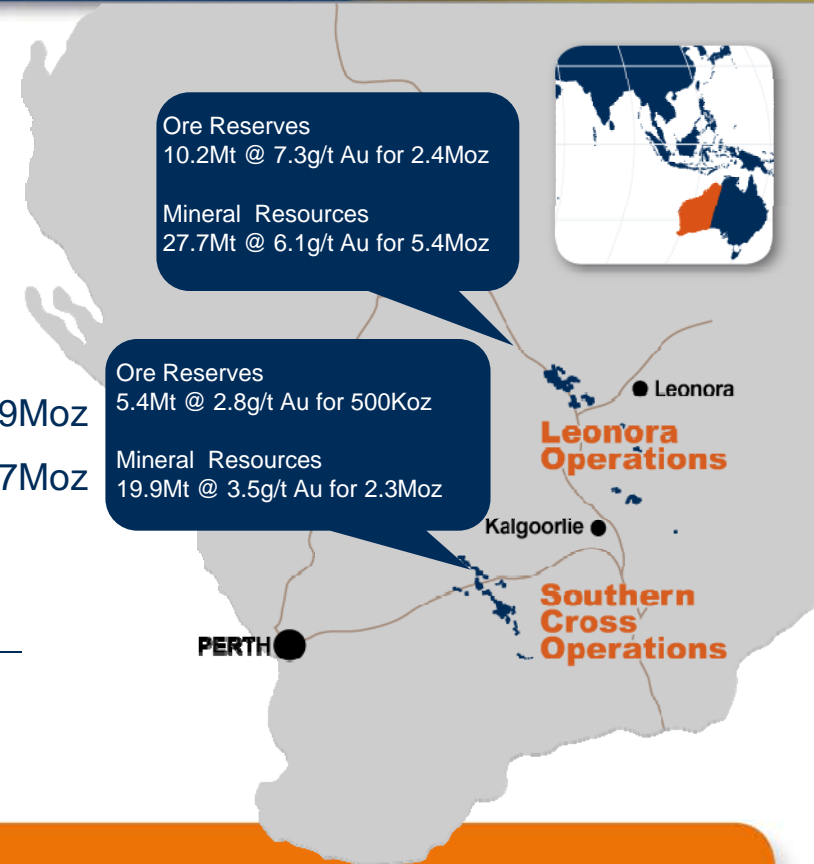 Ore Reserves
10.2Mt @ 7.3g/t Au for 2.4Moz
Mineral Resources
27.7Mt @ 6.1g/t Au for 5.4Moz
Ore Reserves
5.4Mt @ 2.8g/t Au for 500Koz
Mineral Resources
19.9Mt @ 3.5g/t Au for 2.3Moz
9Moz
7Moz
Leonora
Leonora
Operations
Kalgoorlie
Southern
Cross
Operations
PERTH